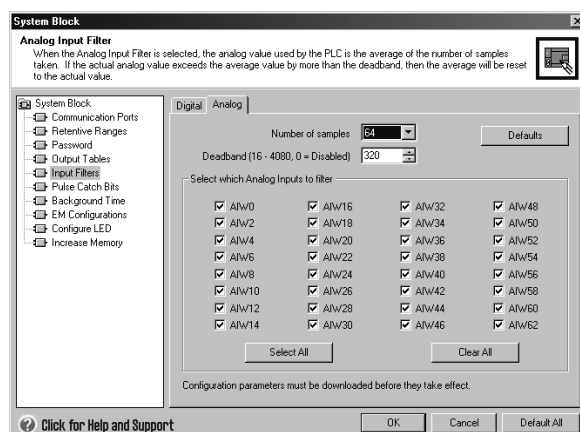 System Block
Analog Input Filter
When the Analog Input Filter is selected, the analog value used by the PLC is the average of the number of samples
taken. If the actual analog value exceeds the average value by more than the deadband, then the average will be reset
to the actual value.
System Block
Communication Ports
Retentive Ranges
Password
Output Tables
Input Filters
Pulse Catch Bits
Background Time
EM Configurations
Configure LED
Increase Memory
Digital Analog
Number of samples 64 Defaults
Deadband (16 - 4080, 0 = Disabled) 320
Select which Analog Inputs to filter
AIW0 AIW16 AIW32 AIW48
AIW2 AIW18 AIW34 AIW50
AIW4 AIW20 AIW36 AIW52
AIW6 AIW22 AIW38 AIW54
AIW8 AIW24 AIW40 AIW56
AIW10 AIW26 AIW42 AIW58
AIW12 AIW28 AIW44 AIW60
AIW14 AIW30 AIW46 AIW62
Select All Clear All
Configuration parameters must be downloaded before they take effect.
Click for Help and Support OK Cancel Default All